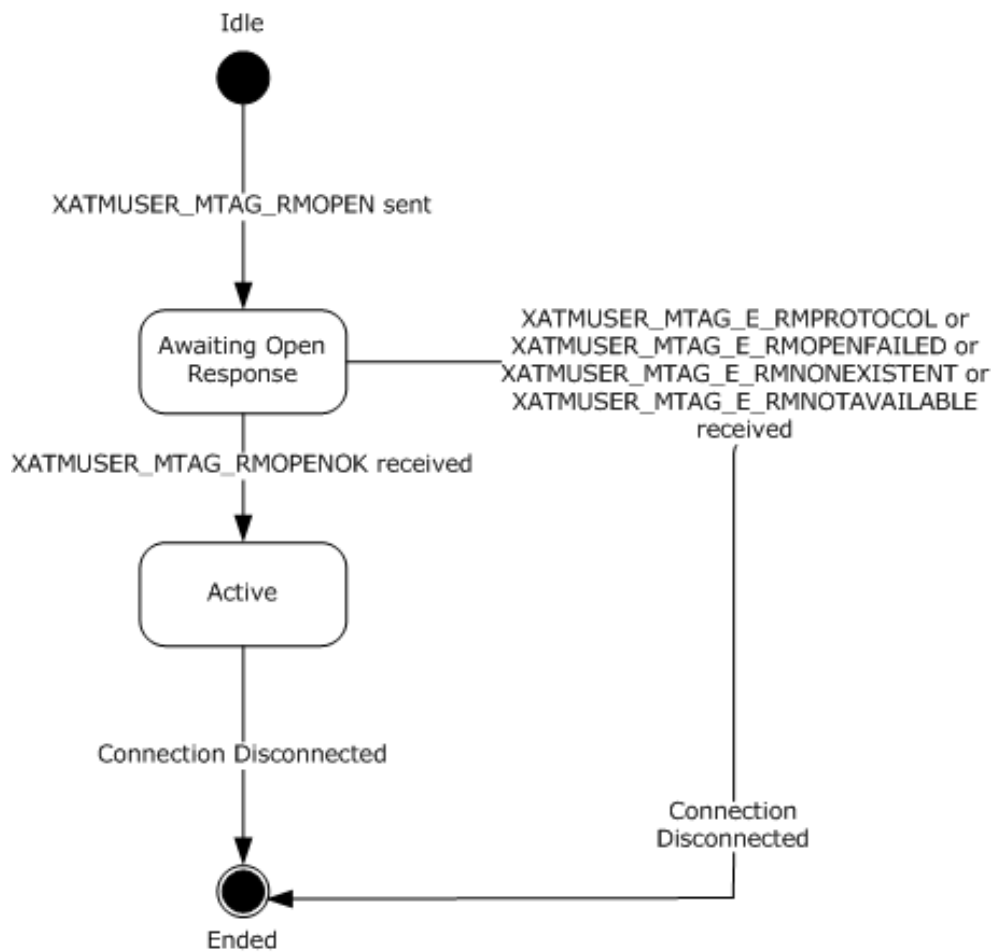 Idle
XATMUSER_MTAG_RMOPEN sent
Awaiting Open
Response
XATMUSER_MTAG_E_RMPROTOCOL or
XATMUSER_MTAG_E_RMOPENFAILED or
XATMUSER_MTAG_E_RMNONEXISTENT or
XATMUSER_MTAG_E_RMNOTAVAILABLE
received
XATMUSER_MTAG_RMOPENOK received
Active
Connection Disconnected
Connection
Disconnected
Ended